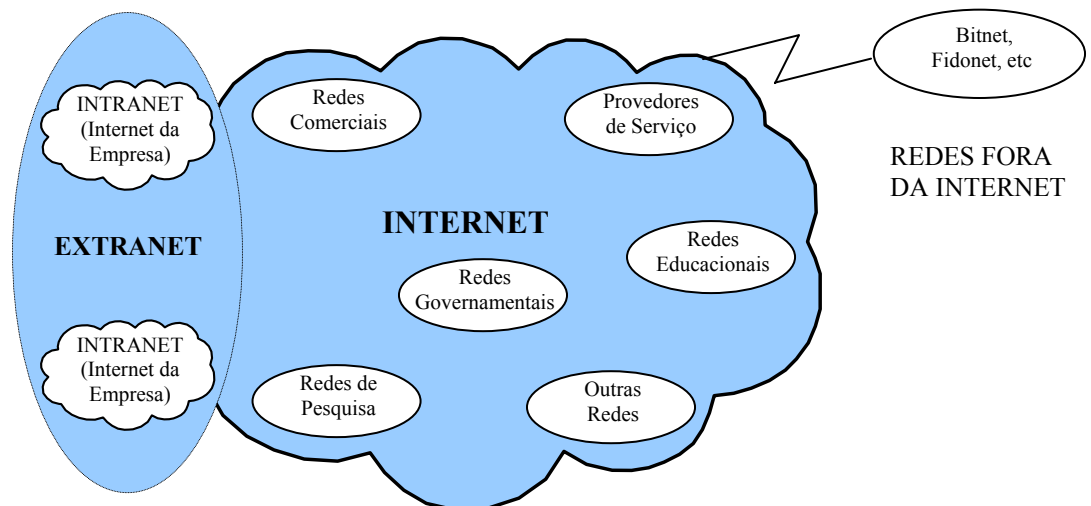 INTRANET
(Internet da
Empresa)
EXTRANET
INTRANET
(Internet da
Empresa)
Redes
Comerciais
Provedores
de Serviço
INTERNET
Redes
Educacionais
Redes
Governamentais
Redes de
Pesquisa
Outras
Redes
Bitnet,
Fidonet, etc
REDES FORA
DA INTERNET